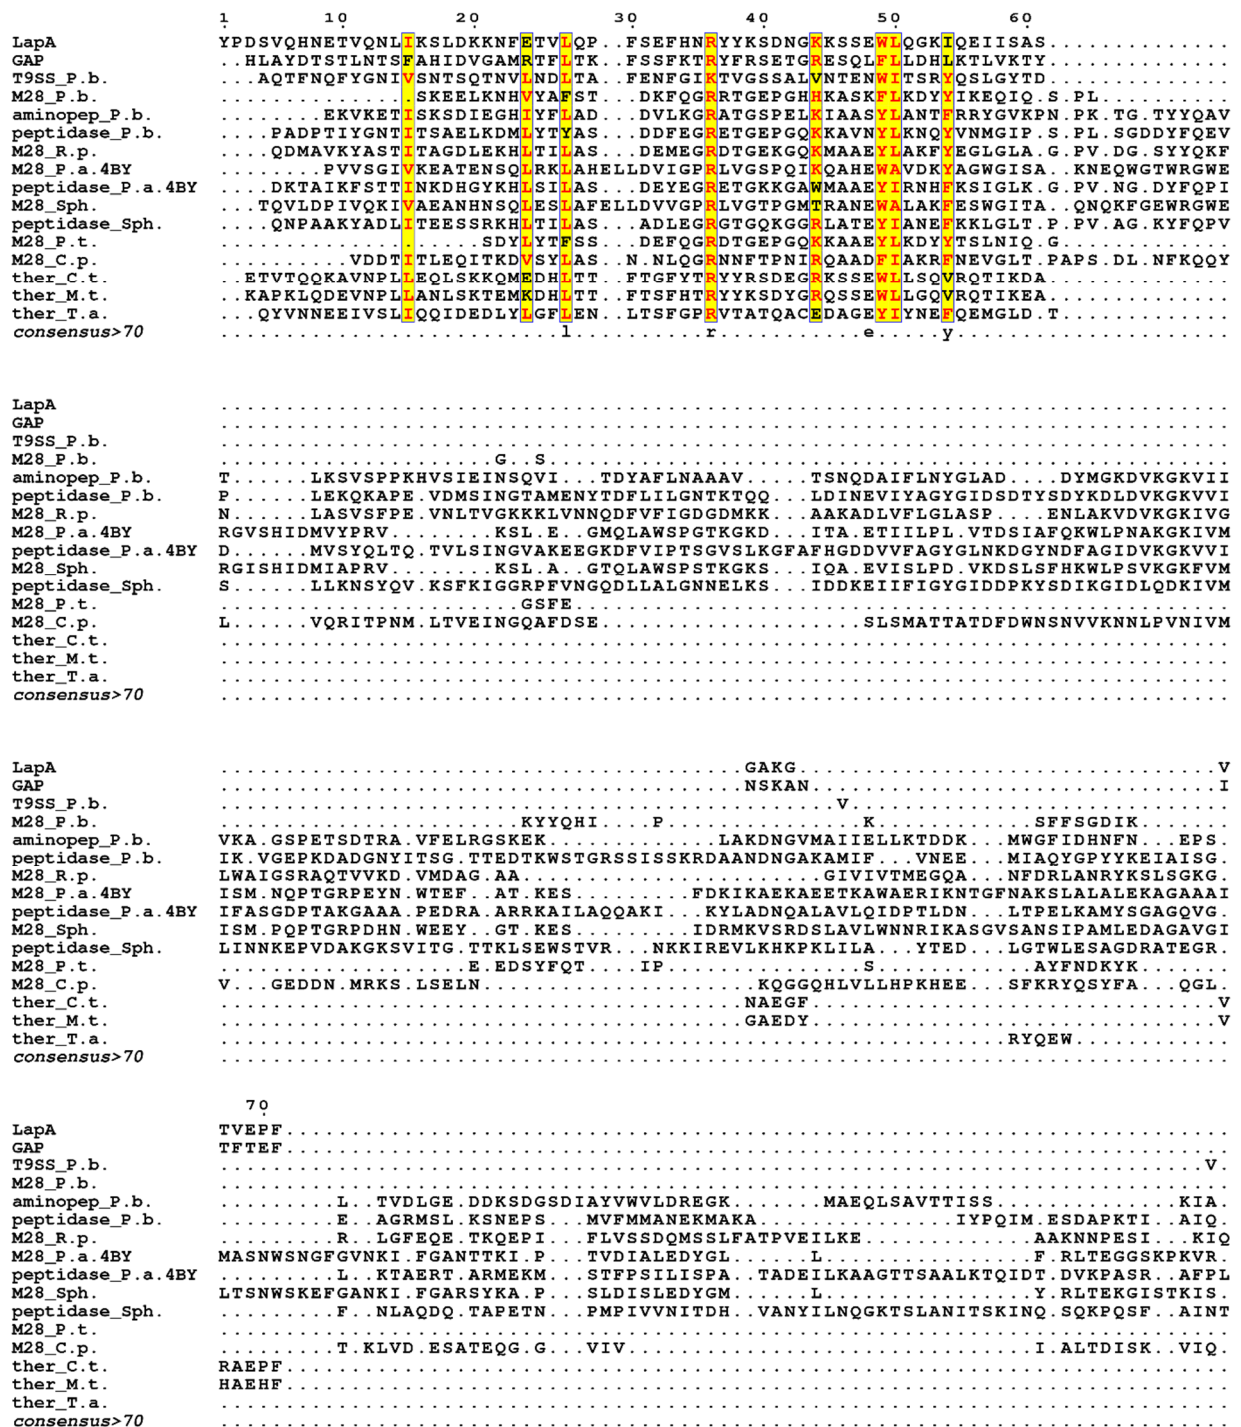 1 10 20 30 40 50 60
LapA YPDSVQHNETVQNLIKSLDKKNFETVLQP..FSEFHNRYYKSDNGKKSSEWLQGKIQEIISAS..............
GAP ..HLAYDTSTLNTSFAHIDVGAMRTFLTK..FSSFKTRYFRSETGRESQLFLLDHLKTLVKTY..............
T9SS_P.b. ...AQTFNQFYGNIVSNTSQTNVLNDLTA..FENFGIKTVGSSALVNTENWITSRYQSLGYTD..............
M28_P.b. ...............SKEELKNHVYAFST...DKFQGRRTGEPGHHKASKFLKDYYIKEQIQ.S.PL..........
aminopep_P.b. ........EKVKETISKSDIEGHIYFLAD...DVLKGRATGSPELKIAASYLANTFRRYGVKPN.PK.TG.TYYQAV
peptidase_P.b. ....PADPTIYGNTITSAELKDMLYTYAS...DDFEGRETGEPGQKKAVNYLKNQYVNMGIP.S.PL.SGDDYFQEV
M28_R.p. ....QDMAVKYASTITAGDLEKHLTILAS...DEMEGRDTGEKGQKMAAEYLAKFYEGLGLA.G.PV.DG.SYYQKF
M28_P.a.4BY ........PVVSGIVKEATENSQLRKLAHELLDVIGPRLVGSPQIKQAHEWAVDKYAGWGISA..KNEQWGTWRGWE
peptidase_P.a.4BY ....DKTAIKFSTTINKDHGYKHLSILAS...DEYEGRETGKKGAWMAAEYIRNHFKSIGLK.G.PV.NG.DYFQPI
M28_Sph. ...TQVLDPIVQKIVAEANHNSQLESLAFELLDVVGPRLVGTPGMTRANEWALAKFESWGITA..QNQKFGEWRGWE
peptidase_Sph. ....QNPAAKYADLITEESSRKHLTILAS...ADLEGRGTGQKGGRLATEYIANEFKKLGLT.T.PPV.AG.KYFQPV
M28_P.t. ....................SDYLYTFSS...DEFQGRDTGEPGQKKAAEYLKDYYTSLNIQ.G.............
M28_C.p. ..........VDDTITLEQITKDVSYLAS..N.NLQGRNNFTPNIRQAADFIAKRFNEVGLT.PAPS.DL.NFKQQY
ther_C.t. ..ETVTQQKAVNPLLEQLSKKQMEDHLTT.FTGFYTRYYRSDEGRKSSEWLSQVRQTIKDA..............
ther_M.t. ..KAPKLQDEVNPLLANLSKTEMKDHLTT.FTSFHTRYYKSDYGRQSSEWLLGQVRQTIKEA..............
ther_T.a. ...QYVNNEEIVSLIQQIDEDLYLGFLEN..LTSFGPRVTATQACEDAGEYIYNEFQEMGLD.T.............
consensus>70 ..........................l..........r...........e.....y.....................
LapA .............................................................................
GAP .............................................................................
T9SS_P.b. .............................................................................
M28_P.b. .....................G..S....................................................
aminopep_P.b. T......LKSVSPPKHVSIEINSQVI...TDYAFLNAAAV.....TSNQDAIFLNYGLAD....DYMGKDVKGKVII
peptidase_P.b. P......LEKQKAPE.VDMSINGTAMENYTDFLILGNTKTQQ...LDINEVIYAGYGIDSDTYSDYKDLDVKGKVVI
M28_R.p. N......LASVSFPE.VNLTVGKKKLVNNQDFVFIGDGDMKK...AAKADLVFLGLASP....ENLAKVDVKGKIVG
M28_P.a.4BY RGVSHIDMVYPRV.......KSL.E..GMQLAWSPGTKGKD....ITA.ETIILPL.VTDSIAFQKWLPNAKGKIVM
peptidase_P.a.4BY D......MVSYQLTQ.TVLSINGVAKEEGKDFVIPTSGVSLKGFAFHGDDVVFAGYGLNKDGYNDFAGIDVKGKVVI
M28_Sph. RGISHIDMIAPRV.......KSL.A..GTQLAWSPSTKGKS....IQA.EVISLPD.VKDSLSFHKWLPSVKGKFVM
peptidase_Sph. S......LLKNSYQV.KSFKIGGRPFVNGQDLLALGNNELKS...IDDKEIIFIGYGIDDPKYSDIKGIDLQDKIVM
M28_P.t. .......................GSFE..................................................
M28_C.p. L......VQRITPNM.LTVEINGQAFDSE....................SLSMATTATDFDWNSNVVKNNLPVNIVM
ther_C.t. .............................................................................
ther_M.t. .............................................................................
ther_T.a. .............................................................................
consensus>70 .............................................................................
LapA ........................................GAKG................................V
GAP ........................................NSKAN...............................I
T9SS_P.b. ...............................................V.............................
M28_P.b. .......................KYYQHI....P...............K............SFFSGDIK.......
aminopep_P.b. VKA.GSPETSDTRA.VFELRGSKEK.............LAKDNGVMAIIELLKTDDK....MWGFIDHNFN...EPS.
peptidase_P.b. IK.VGEPKDADGNYITSG.TTEDTKWSTGRSSISSKRDAANDNGAKAMIF...VNEE....MIAQYGPYYKEIAISG.
M28_R.p. LWAIGSRAQTVVKD.VMDAG.AA.......................GIVIVTMEGQA...NFDRLANRYKSLSGKG.
M28_P.a.4BY ISM.NQPTGRPEYN.WTEF..AT.KES.........FDKIKAEKAEETKAWAERIKNTGFNAKSLALALEKAGAAAI
peptidase_P.a.4BY IFASGDPTAKGAAA.PEDRA.ARRKAILAQQAKI...KYLADNQALAVLQIDPTLDN...LTPELKAMYSGAGQVG.
M28_Sph. ISM.PQPTGRPDHN.WEEY..GT.KES.........IDRMKVSRDSLAVLWNNRIKASGVSANSIPAMLEDAGAVGI
peptidase_Sph. LINNKEPVDAKGKSVITG.TTKLSEWSTVR...NKKIREVLKHKPKLILA...YTED...LGTWLESAGDRATEGR.
M28_P.t. ...................E.EDSYFQT.....IP...............S............AYFNDKYK.......
M28_C.p. V...GEDDN.MRKS.LSELN.....................KQGGQHLVLLHPKHEE...SFKRYQSYFA...QGL.
ther_C.t. ........................................NAEGF...............................V
ther_M.t. ........................................GAEDY...............................V
ther_T.a. ............................................................RYQEW............
consensus>70 .............................................................................
70
LapA TVEPF........................................................................
GAP TFTEF........................................................................
T9SS_P.b. ...........................................................................V.
M28_P.b. .............................................................................
aminopep_P.b. .........L..TVDLGE.DDKSDGSDIAYVWVLDREGK.......MAEQLSAVTTISS..............KIA.
peptidase_P.b. .........E..AGRMSL.KSNEPS...MVFMMANEKMAKA...............IYPQIM.ESDAPKTI..AIQ.
M28_R.p. .........R..LGFEQE.TKQEPI...FLVSSDQMSSLFATPVEILKE.............AAKNNPESI...KIQ
M28_P.a.4BY MASNWSNGFGVNKI.FGANTTKI.P...TVDIALEDYGL......L................F.RLTEGGSKPKVR.
peptidase_P.a.4BY .........L..KTAERT.ARMEKM...STFPSILISPA..TADEILKAAGTTSAALKTQIDT.DVKPASR..AFPL
M28_Sph. LTSNWSKEFGANKI.FGARSYKA.P...SLDISLEDYGM......L................Y.RLTEKGISTKIS.
peptidase_Sph. .........F..NLAQDQ.TAPETN...PMPIVVNITDH..VANYILNQGKTSLANITSKINQ.SQKPQSF..AINT
M28_P.t. .............................................................................
M28_C.p. .........T.KLVD.ESATEQG.G...VIV...............................I.ALTDISK..VIQ.
ther_C.t. RAEPF........................................................................
ther_M.t. HAEHF........................................................................
ther_T.a. .............................................................................
consensus>70 .............................................................................